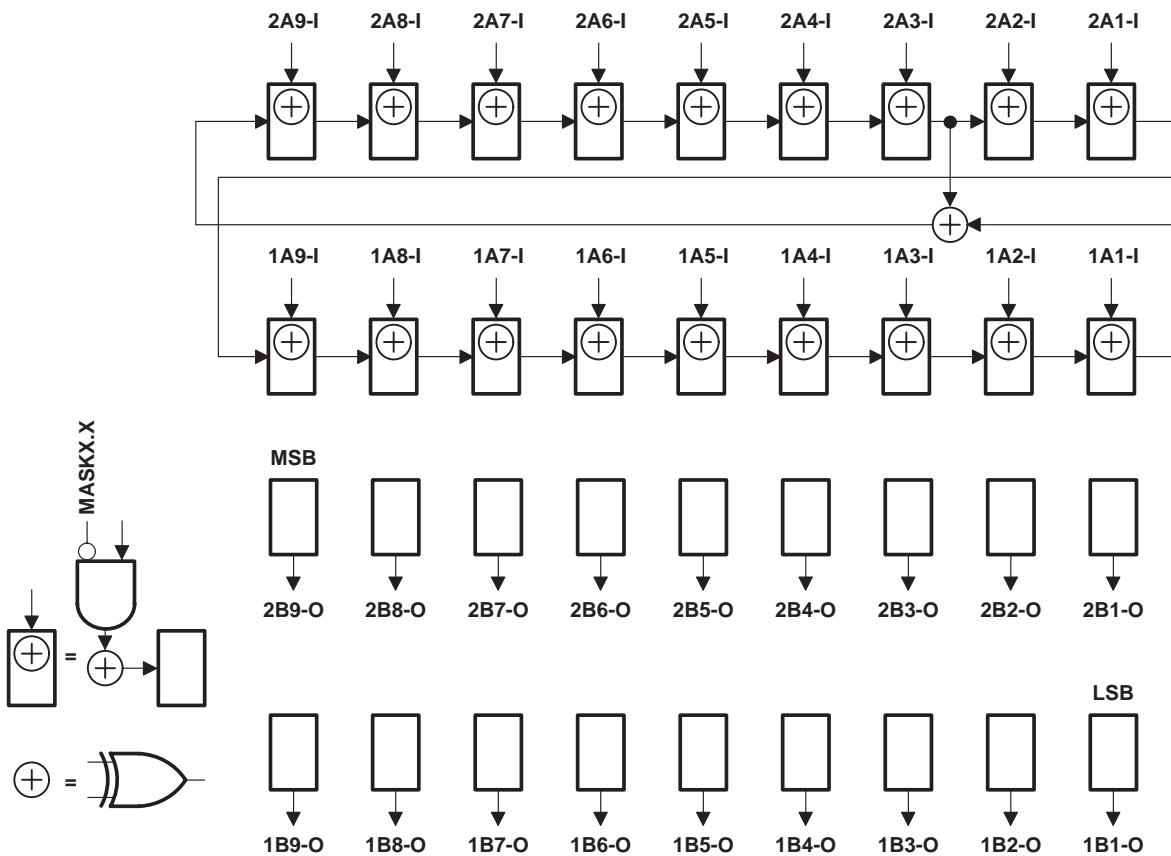 2A9-I 2A8-I 2A7-I 2A6-I 2A5-I 2A4-I 2A3-I 2A2-I 2A1-I
1A9-I 1A8-I 1A7-I 1A6-I 1A5-I 1A4-I 1A3-I 1A2-I 1A1-I
MASKX.X
MSB
2B9-O 2B8-O 2B7-O 2B6-O 2B5-O 2B4-O 2B3-O 2B2-O 2B1-O
=
LSB
=
1B9-O 1B8-O 1B7-O 1B6-O 1B5-O 1B4-O 1B3-O 1B2-O 1B1-O